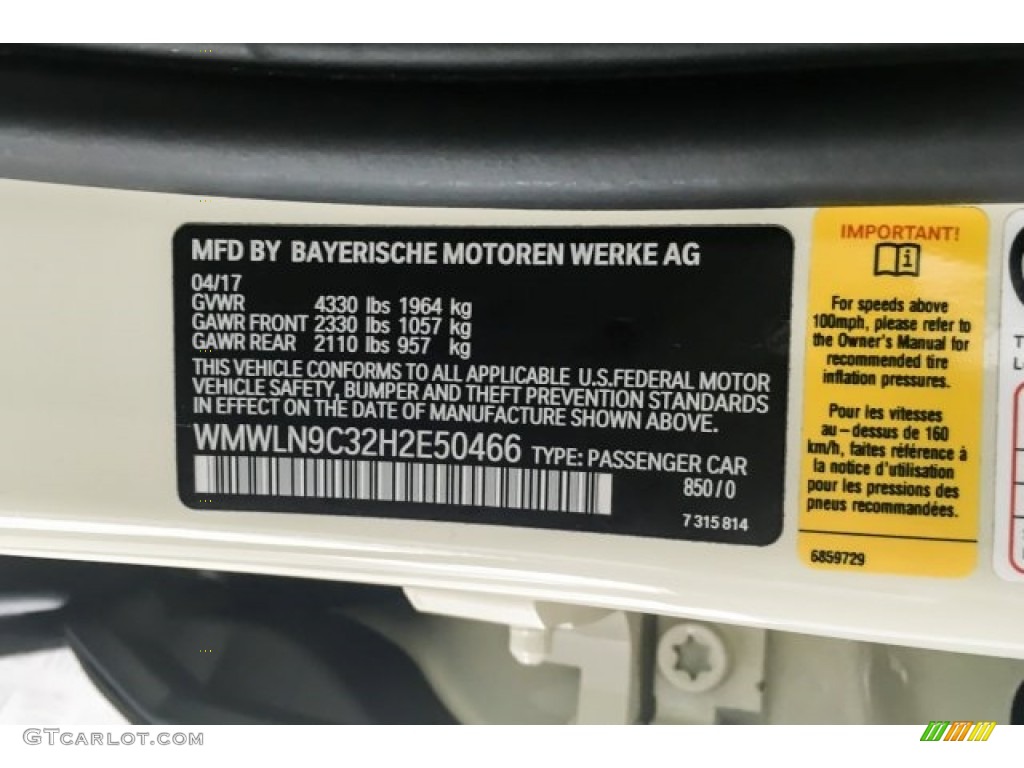 MFD BY BAYERISCHE MOTOREN WERKE AG
04/17
GVWR 4330 lbs 1964 kg
GAWR FRONT 2330 lbs 1057 kg
GAWR REAR 2110 lbs 957 kg
THIS VEHICLE CONFORMS TO ALL APPLICABLE U.S.FEDERAL MOTOR
VEHICLE SAFETY, BUMPER AND THEFT PREVENTION STANDARDS
IN EFFECT ON THE DATE OF MANUFACTURE SHOWN ABOVE.
WMWLN9C32H2E50466 TYPE: PASSENGER CAR
850/0
7 315 814
IMPORTANT!
i
For speeds above
100mph, please refer to
the Owner's Manual for
recommended tire
inflation pressures.
Pour les vitesses
au-dessus de 160
km/h, faites référence à
la notice d'utilisation
pour les pressions des
pneus recommandées.
6859729
GTCARLOT.COM